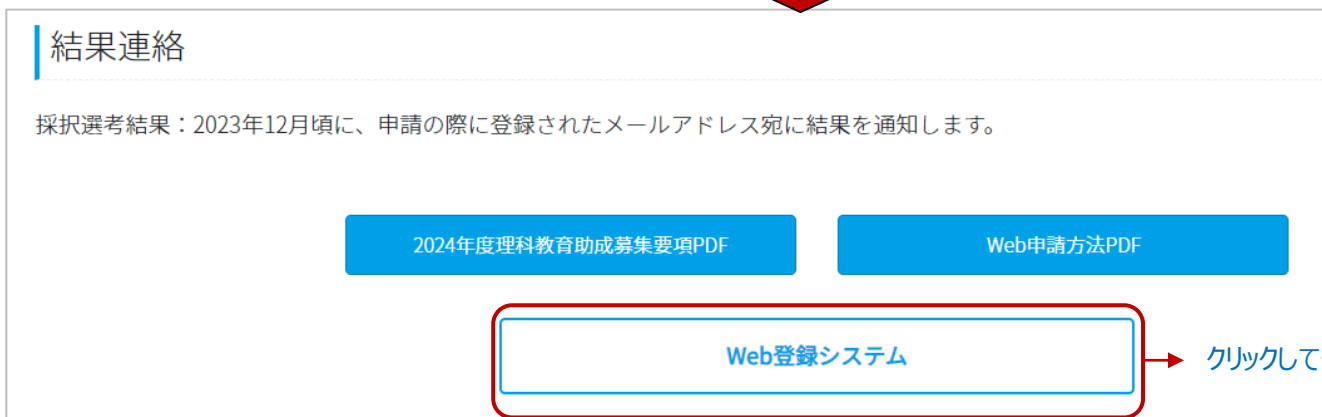 結果連絡
採択選考結果：2023年12月頃に、申請の際に登録されたメールアドレス宛に結果を通知します。
2024年度理科教育助成募集要項PDF
Web申請方法PDF
Web登録システム
クリックして